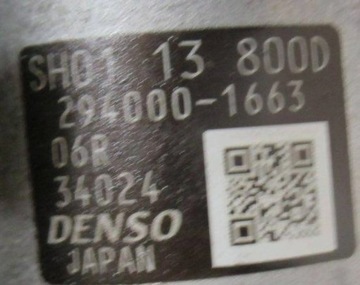 SH01 13 800D
294000-1663
06R
34024
DENSO
JAPAN